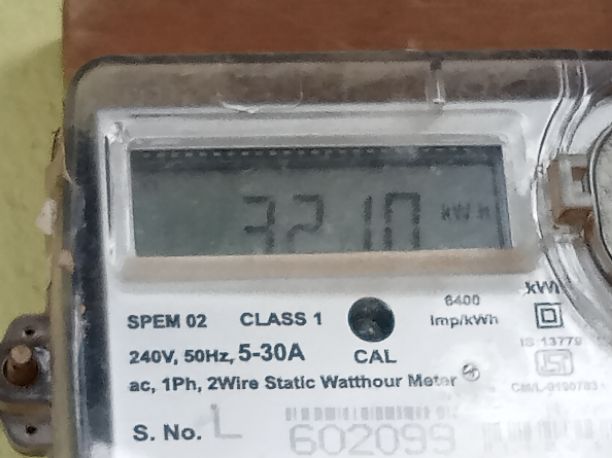 3210 kW h
kWh
6400
SPEM 02 CLASS 1 Imp/kWh
IS 13779
240V, 50Hz, 5-30A CAL
ac, 1Ph, 2Wire Static Watthour Meter
S. No. L 602099